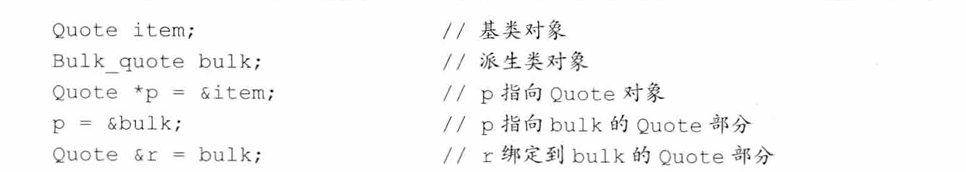 Quote item; // 基类对象
Bulk_quote bulk; // 派生类对象
Quote *p = &item; // p 指向 Quote 对象
p = &bulk; // p 指向 bulk 的 Quote 部分
Quote &r = bulk; // r 绑定到 bulk 的 Quote 部分